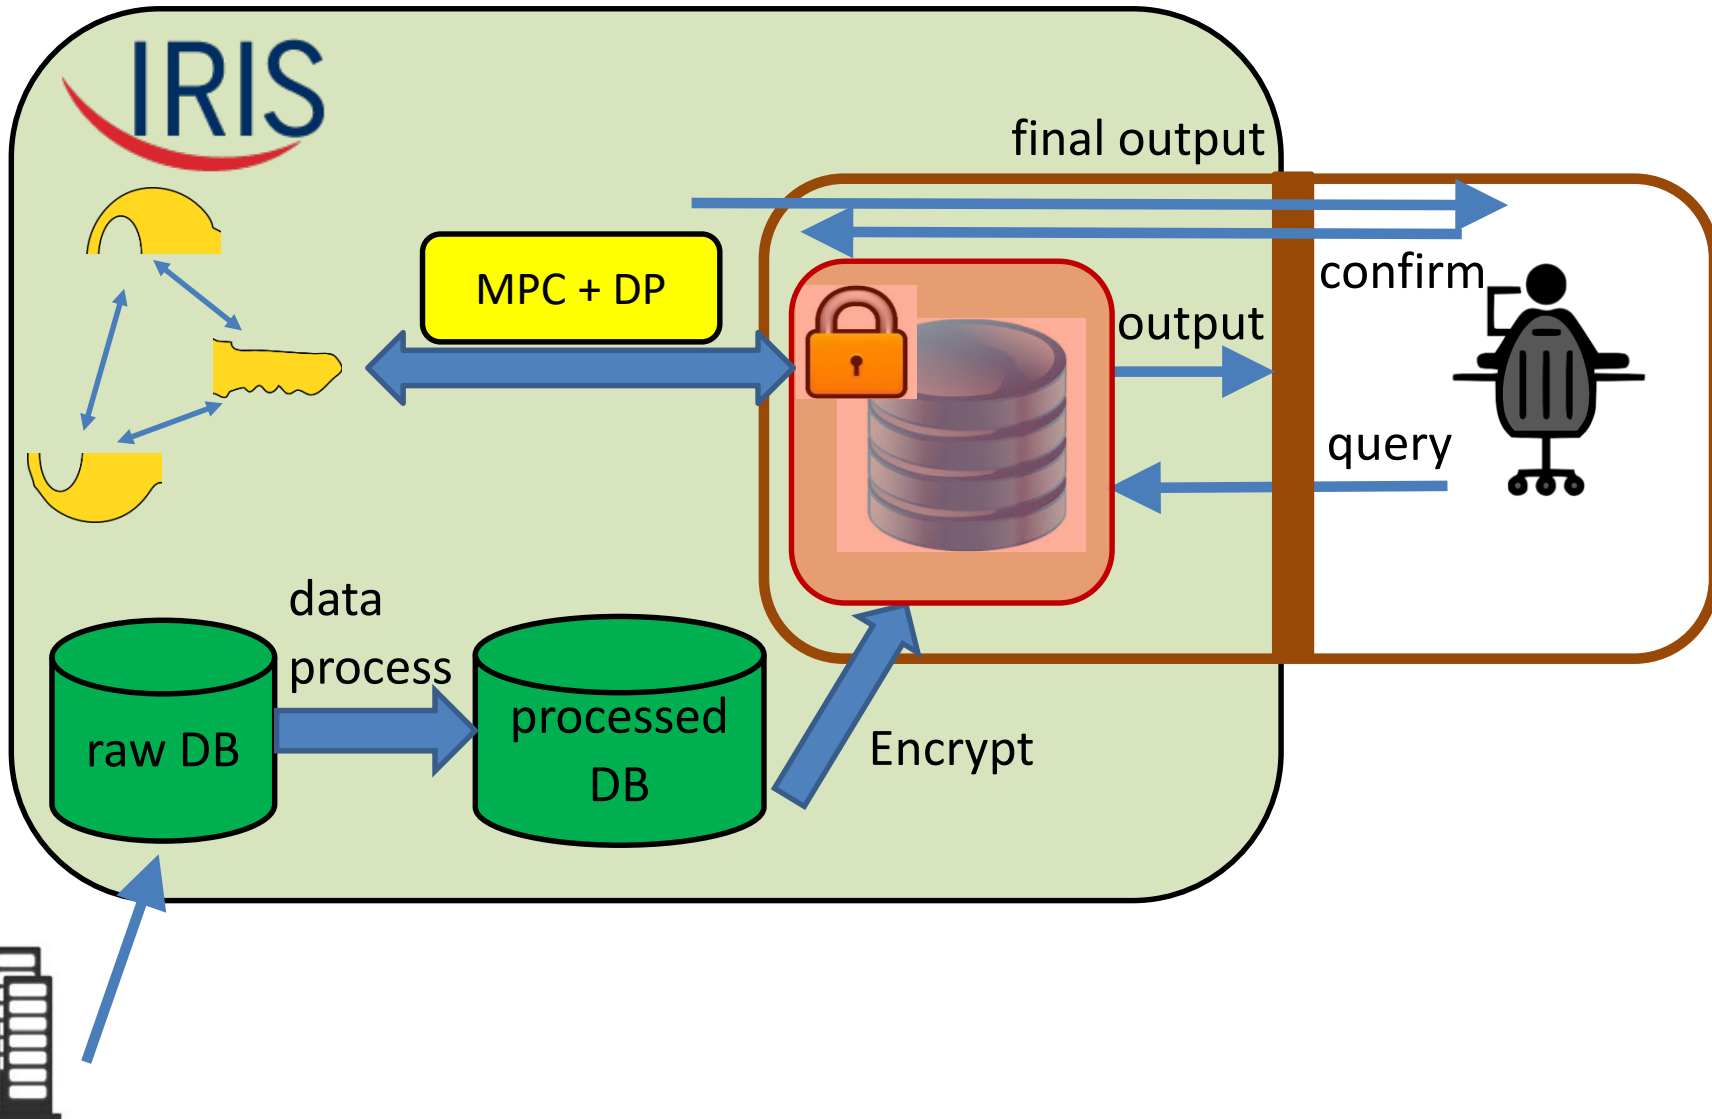 IRIS
final output
MPC + DP
confirm
output
query
data
process
raw DB
processed
DB
Encrypt